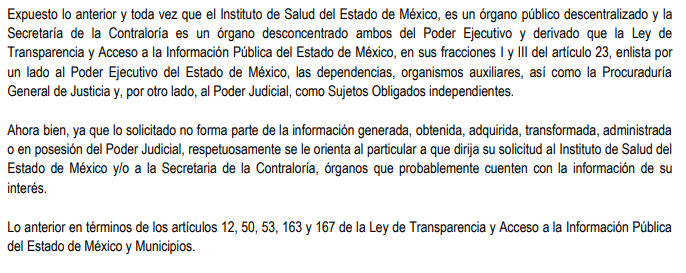 Expuesto lo anterior y toda vez que el Instituto de Salud del Estado de México, es un órgano público descentralizado y la
Secretaría de la Contraloría es un órgano desconcentrado ambos del Poder Ejecutivo y derivado que la Ley de
Transparencia y Acceso a la Información Pública del Estado de México, en sus fracciones I y III del artículo 23, enlista por
un lado al Poder Ejecutivo del Estado de México, las dependencias, organismos auxiliares, así como la Procuraduría
General de Justicia y, por otro lado, al Poder Judicial, como Sujetos Obligados independientes.
Ahora bien, ya que lo solicitado no forma parte de la información generada, obtenida, adquirida, transformada, administrada
o en posesión del Poder Judicial, respetuosamente se le orienta al particular a que dirija su solicitud al Instituto de Salud del
Estado de México y/o a la Secretaria de la Contraloría, órganos que probablemente cuenten con la información de su
interés.
Lo anterior en términos de los artículos 12, 50, 53, 163 y 167 de la Ley de Transparencia y Acceso a la Información Pública
del Estado de México y Municipios.